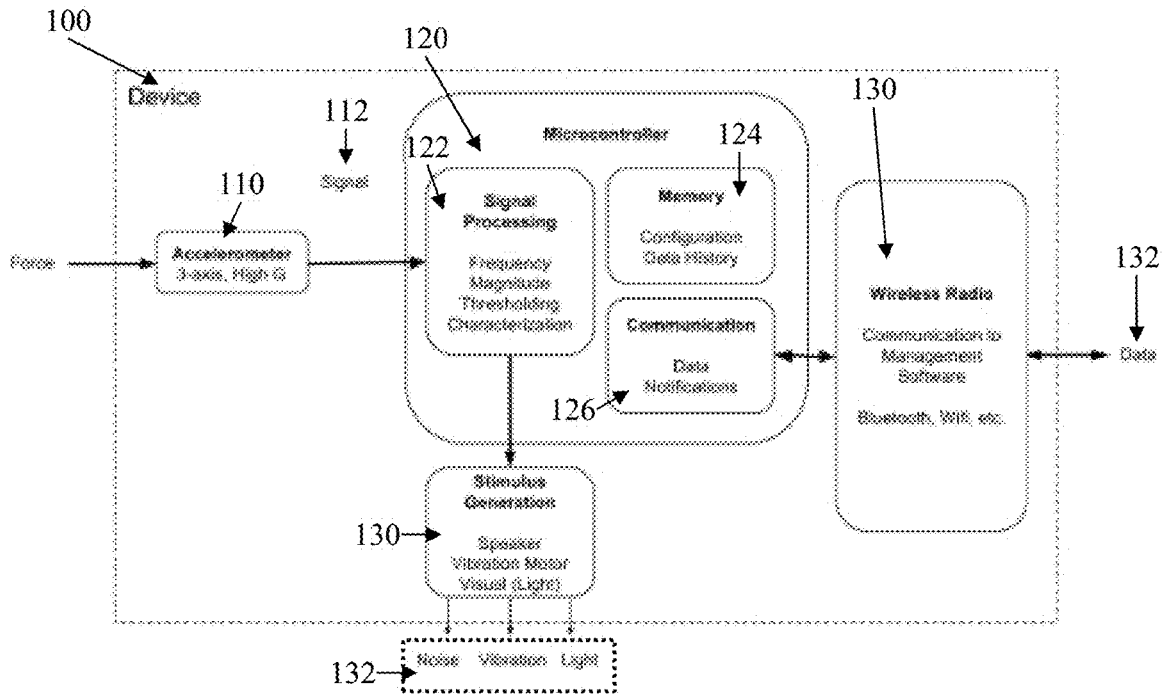 100
120
Device
130
112
Microcontroller
122
124
Signal
Signal
Processing
Memory
110
Configuration
Data History
Force
Accelerometer
3-axis, High G
Frequency
Magnitude
Thresholding
Characterization
132
Wireless Radio
Communication
Communication to
Management
Software
Data
Data
Notifications
126
Bluetooth, Wifi, etc.
Stimulus
Generation
130
Speaker
Vibration Motor
Visual (Light)
Noise Vibration Light
132